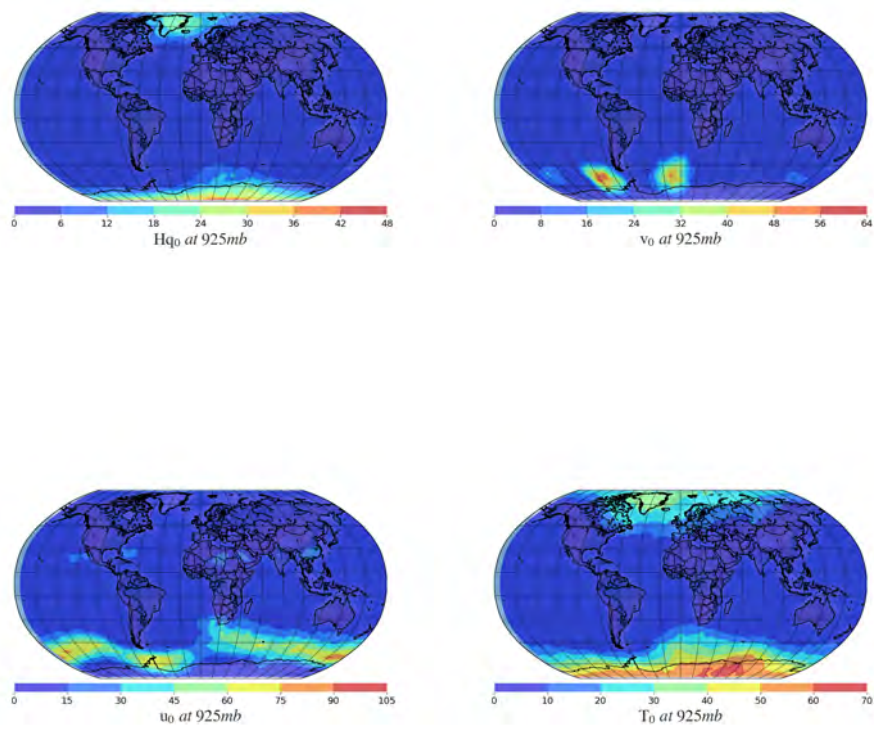 0 6 12 18 24 30 36 42 48
Hq₀ at 925mb
0 8 16 24 32 40 48 56 64
v₀ at 925mb
0 15 30 45 60 75 90 105
u₀ at 925mb
0 10 20 30 40 50 60 70
T₀ at 925mb